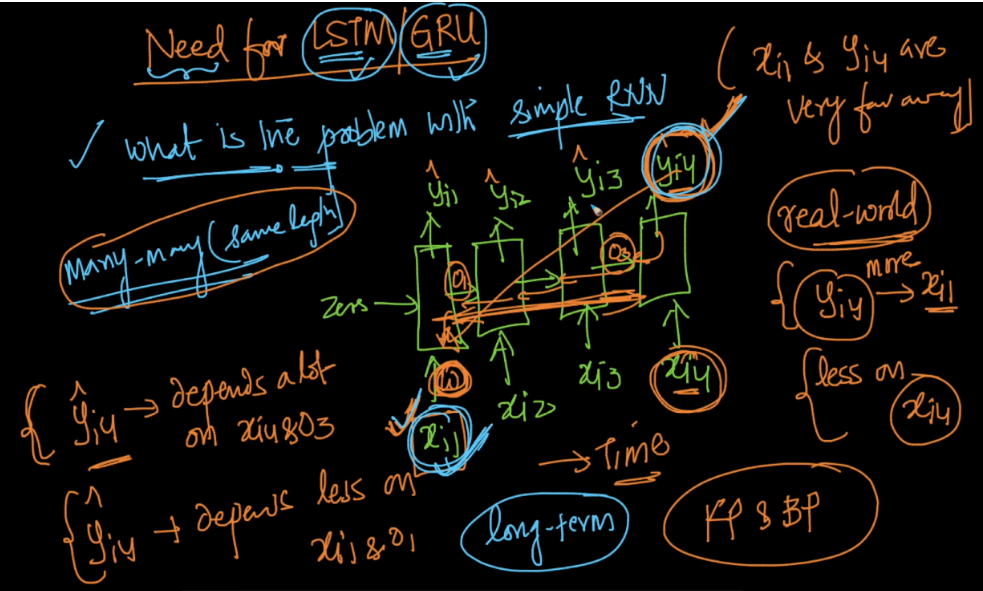 Need for LSTM/GRU
✓ what is the problem with simple RNN
(xi1 & yi4 are
very far away)
Many-many (same length)
ŷi1 ŷi2 ŷi3 yi4
real-world
{ yi4 → more xi1
O1 O3
Zero →
W
xi1 xi2 xi3 xi4
{ less on
xi4
{ ŷi4 → depends a lot
on xi4 & O3
→ Time
{ ŷi4 → depends less on
xi1 & O1
long-term
FP & BP